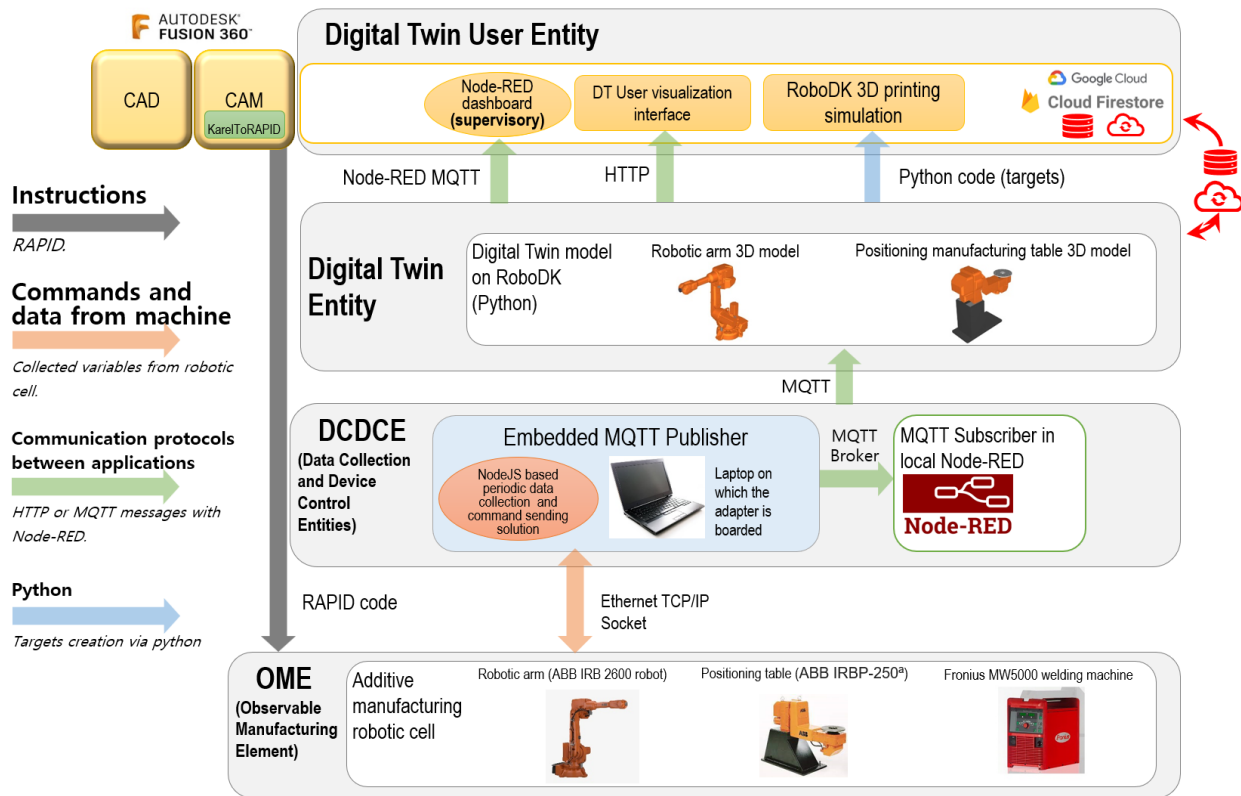 AUTODESK®
FUSION 360™
CAD
CAM
KarelToRAPID
Digital Twin User Entity
Node-RED
dashboard
(supervisory)
DT User visualization
interface
RoboDK 3D printing
simulation
Google Cloud
Cloud Firestore
Node-RED MQTT
HTTP
Python code (targets)
Instructions
RAPID.
Commands and
data from machine
Collected variables from robotic
cell.
Communication protocols
between applications
HTTP or MQTT messages with
Node-RED.
Python
Targets creation via python
Digital Twin
Entity
Digital Twin model
on RoboDK
(Python)
Robotic arm 3D model
Positioning manufacturing table 3D model
MQTT
DCDCE
(Data Collection
and Device
Control
Entities)
Embedded MQTT Publisher
NodeJS based
periodic data
collection and
command sending
solution
Laptop on
which the
adapter is
boarded
MQTT
Broker
MQTT Subscriber in
local Node-RED
Node-RED
RAPID code
Ethernet TCP/IP
Socket
OME
(Observable
Manufacturing
Element)
Additive
manufacturing
robotic cell
Robotic arm (ABB IRB 2600 robot)
Positioning table (ABB IRBP-250ª)
ABB
Fronius MW5000 welding machine
Fronius